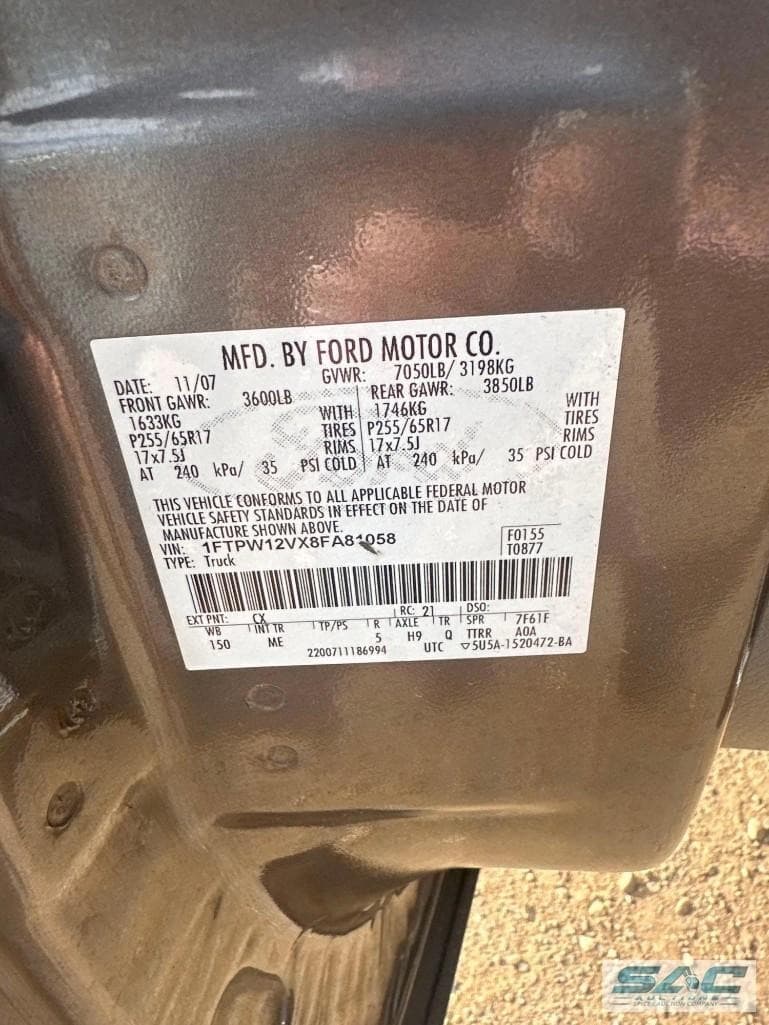 MFD. BY FORD MOTOR CO.
DATE: 11/07 GVWR: 7050LB/ 3198KG
FRONT GAWR: 3600LB REAR GAWR: 3850LB
1633KG WITH 1746KG WITH
P255/65R17 TIRES P255/65R17 TIRES
17x7.5J RIMS 17x7.5J RIMS
AT 240 kPa/ 35 PSI COLD AT 240 kPa/ 35 PSI COLD
Ford
THIS VEHICLE CONFORMS TO ALL APPLICABLE FEDERAL MOTOR
VEHICLE SAFETY STANDARDS IN EFFECT ON THE DATE OF
MANUFACTURE SHOWN ABOVE.
VIN: 1FTPW12VX8FA81058 F0155
TYPE: Truck T0877
EXT PNT: CX RC: 21 DSO:
WB INT TR TP/PS R AXLE TR SPR 7F61F
150 ME 5 H9 Q TTRR A0A
2200711186994 UTC ▽5U5A-1520472-BA
SAC
AUCTIONS